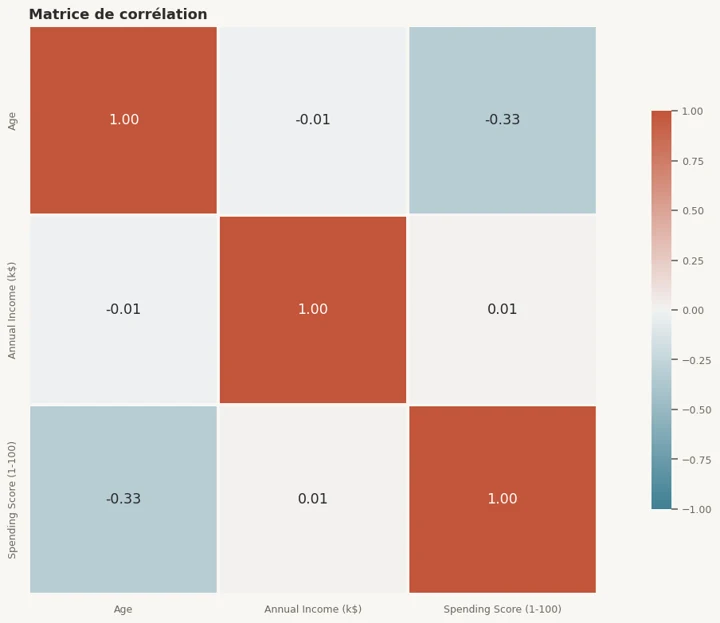 Matrice de corrélation
Age
1.00
-0.01
-0.33
Annual Income (k$)
-0.01
1.00
0.01
Spending Score (1-100)
-0.33
0.01
1.00
Age
Annual Income (k$)
Spending Score (1-100)
1.00
0.75
0.50
0.25
0.00
−0.25
−0.50
−0.75
−1.00